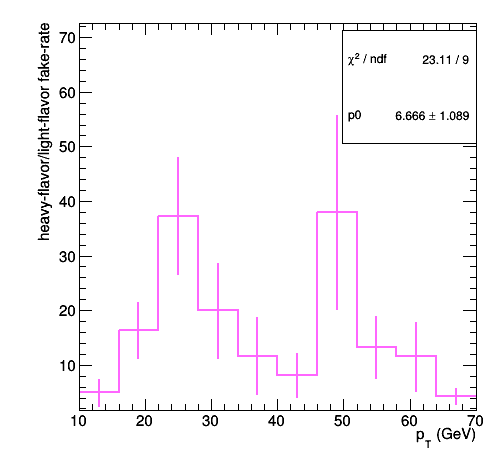 heavy-flavor/light-flavor fake-rate
χ² / ndf 23.11 / 9
p0 6.666 ± 1.089
70
60
50
40
30
20
10
10 20 30 40 50 60 70
p_T (GeV)